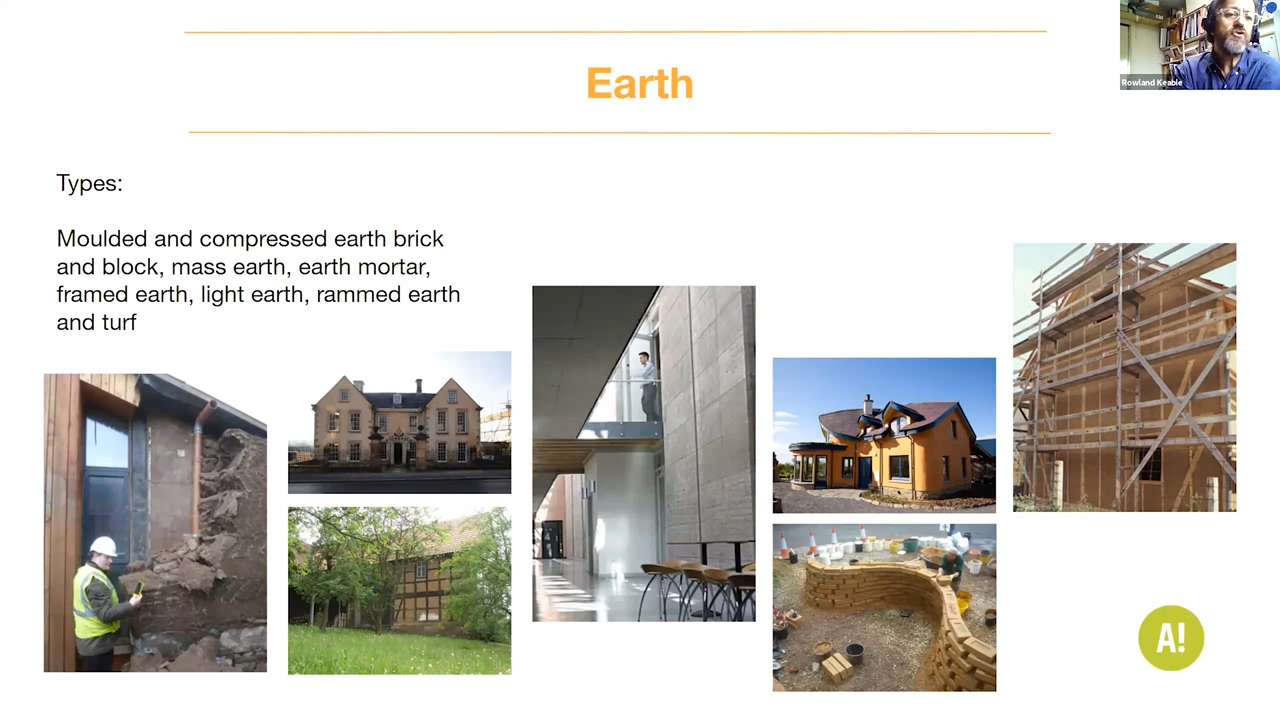 Earth
Rowland Keable
Types:
Moulded and compressed earth brick
and block, mass earth, earth mortar,
framed earth, light earth, rammed earth
and turf
A!